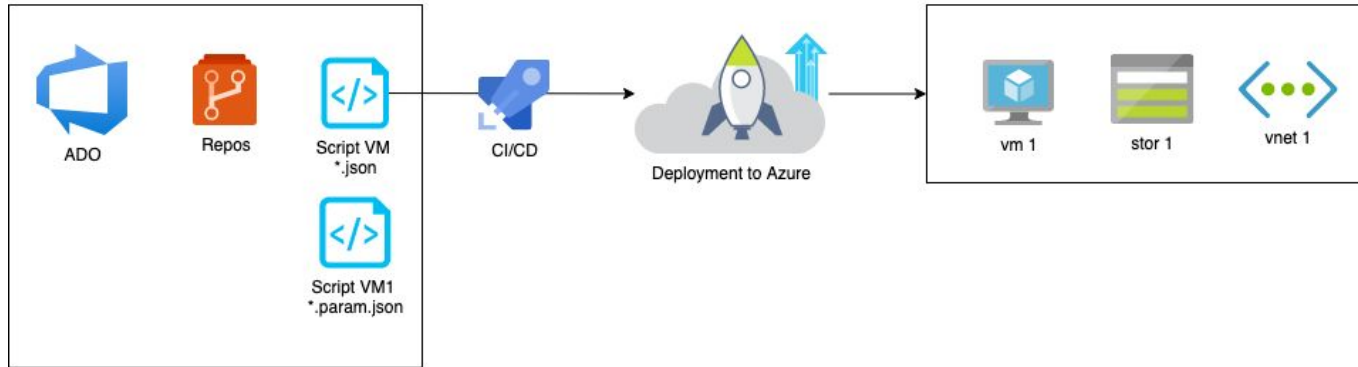 ADO
Repos
Script VM
*.json
CI/CD
Deployment to Azure
vm 1
stor 1
vnet 1
Script VM1
*.param.json